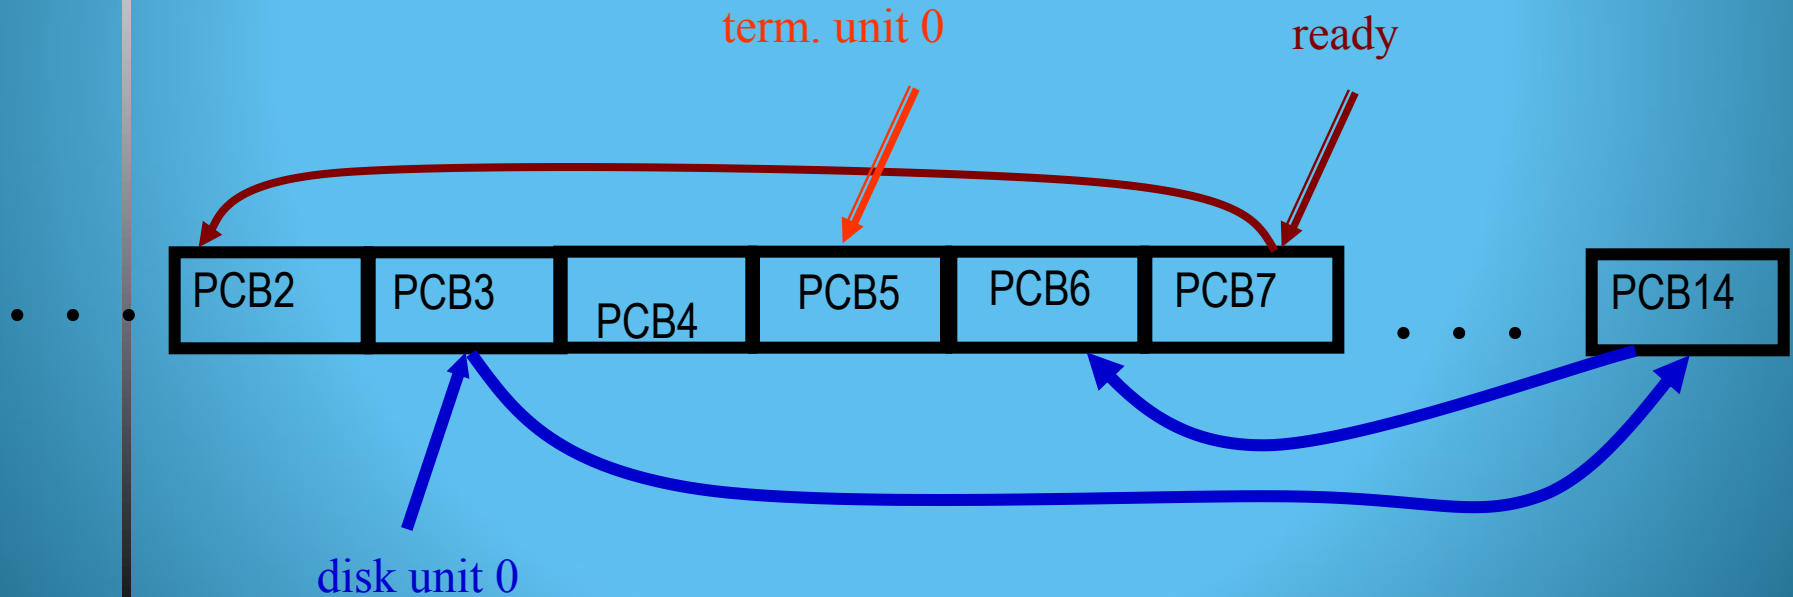 term. unit 0
ready
PCB2
PCB3
PCB4
PCB5
PCB6
PCB7
. . .
. . .
PCB14
disk unit 0